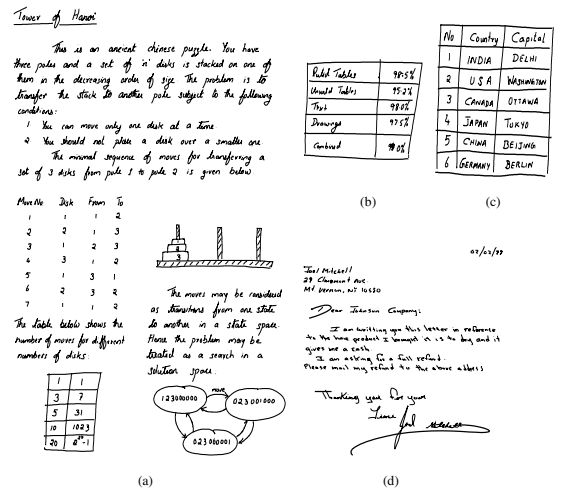 Tower of Hanoi
This is an ancient chinese puzzle. You have
three poles and a set of 'n' disks is stacked on one of
them in the decreasing order of size The problem is to
transfer the stack to another pole subject to the following
conditions:
1 You can move only one disk at a time
2 You should not place a disk over a smaller one
The minimal sequence of moves for transferring a
set of 3 disks from pole 1 to pole 2 is given below
Move No Disk From To
1 1 1 2
2 2 1 3
3 1 2 3
4 3 1 2
5 1 3 1
6 2 3 2
7 1 1 2
The table below shows the
number of moves for different
numbers of disks:
1 1
3 7
5 31
10 1023
20 2^20-1
1
2
3
The moves may be considered
as transitions from one state
to another in a state space.
Hence the problem may be
treated as a search in a
solution space.
move
123000000
023001000
023000001
(a)
Ruled Tables 98.5%
Unruled Tables 95.2%
Text 98.0%
Drawings 97.5%
Combined
(b)
No Country Capital
1 INDIA DELHI
2 USA WASHINGTON
3 CANADA OTTAWA
4 JAPAN TOKYO
5 CHINA BEIJING
6 GERMANY BERLIN
(c)
Joel Mitchell
29 Claremont Ave.
Mt. Vernon, NY 10550
Dear Johnson Company:
I am writting you this letter in reference
to the product I bought it is to big and it
gives me a rash.
I am asking for a full refund.
Please mail my refund to the above address
Thanking you for your
Time
Joel Mitchell
(d)